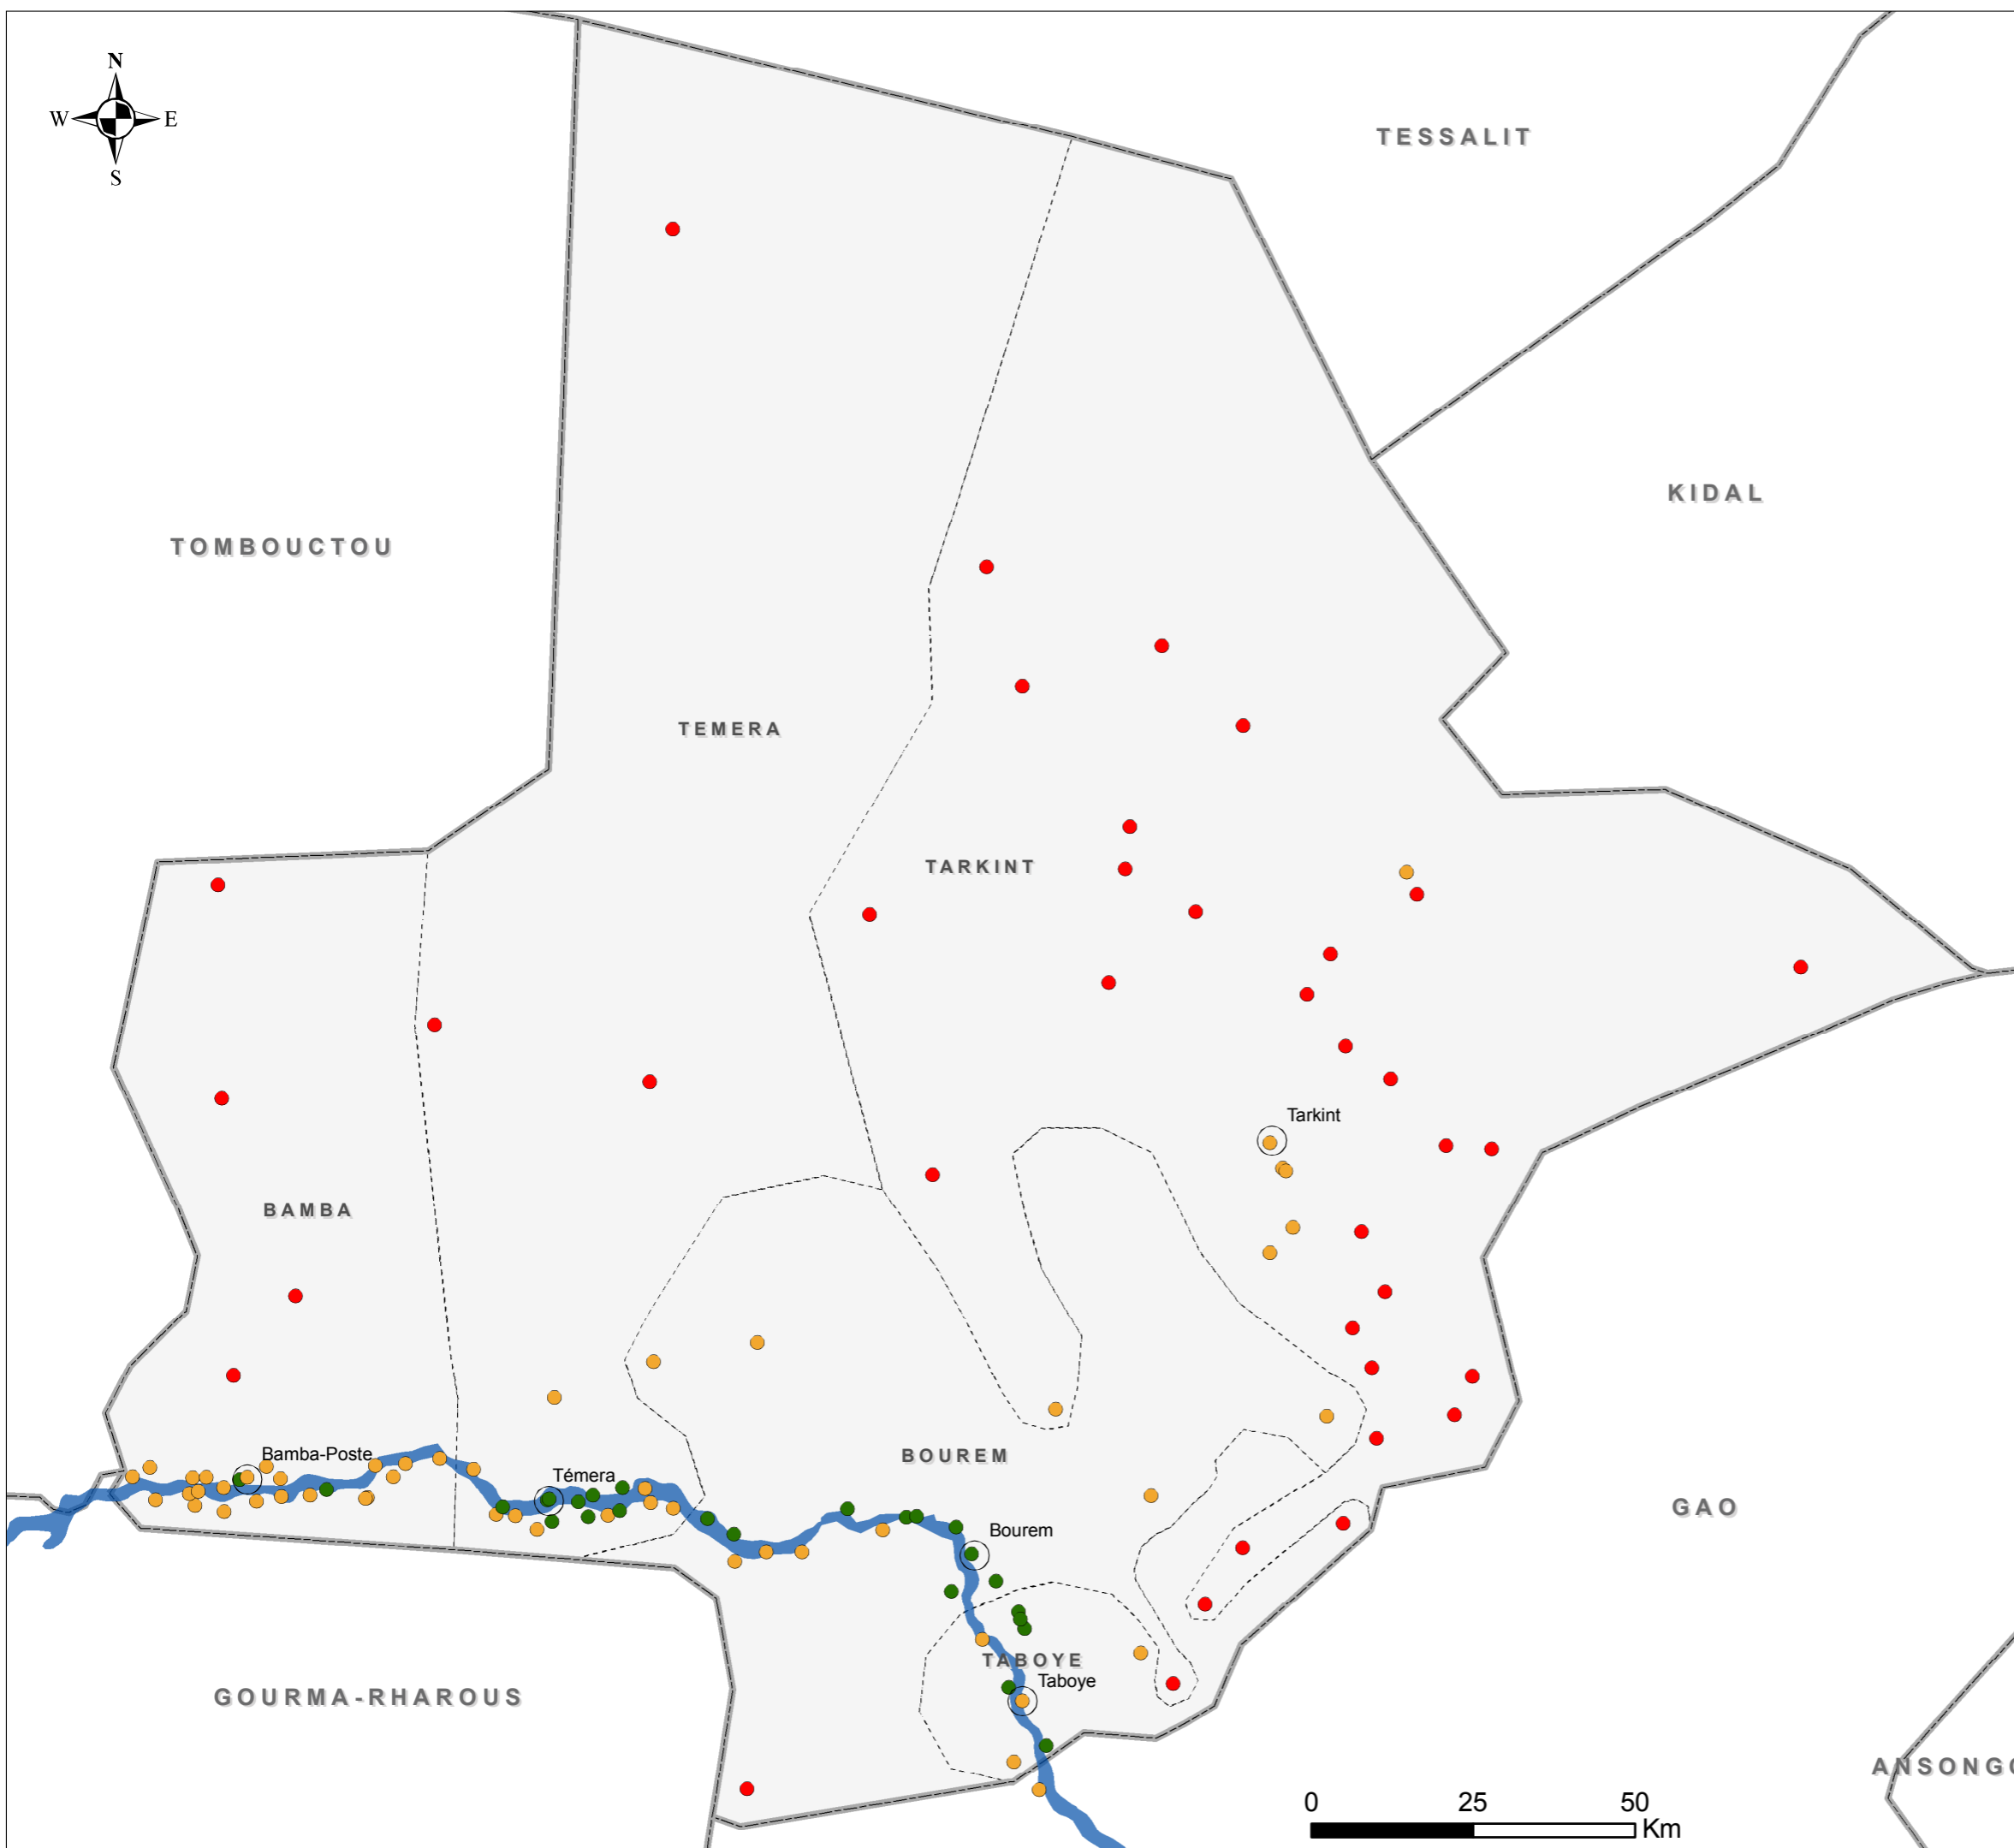 N
W E
S
TESSALIT
KIDAL
TOMBOUCTOU
TEMERA
TARKINT
Tarkint
BAMBA
Bamba-Poste
BOUREM
Témera
GAO
Bourem
TABOYE
Taboye
GOURMA-RHAROUS
ANSONGO
0 25 50
Km